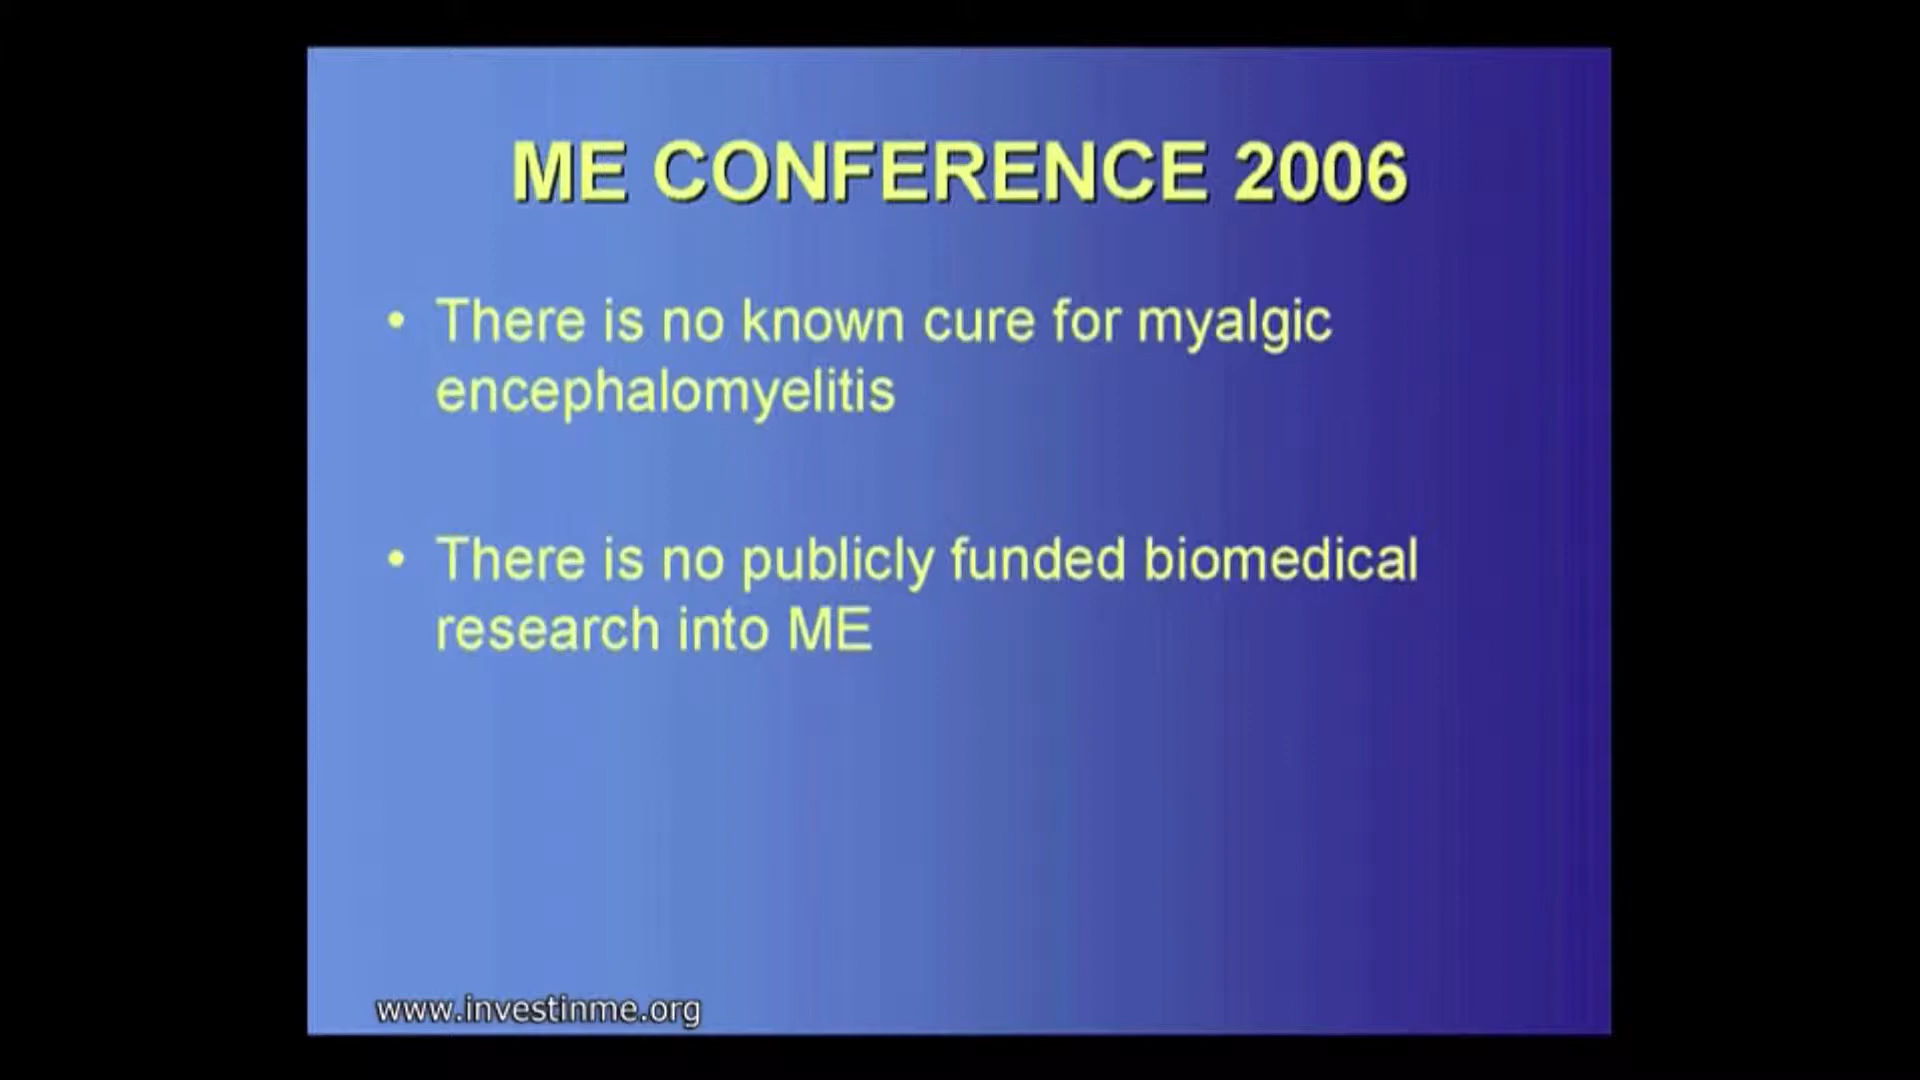 ME CONFERENCE 2006
• There is no known cure for myalgic
encephalomyelitis
• There is no publicly funded biomedical
research into ME
www.investinme.org